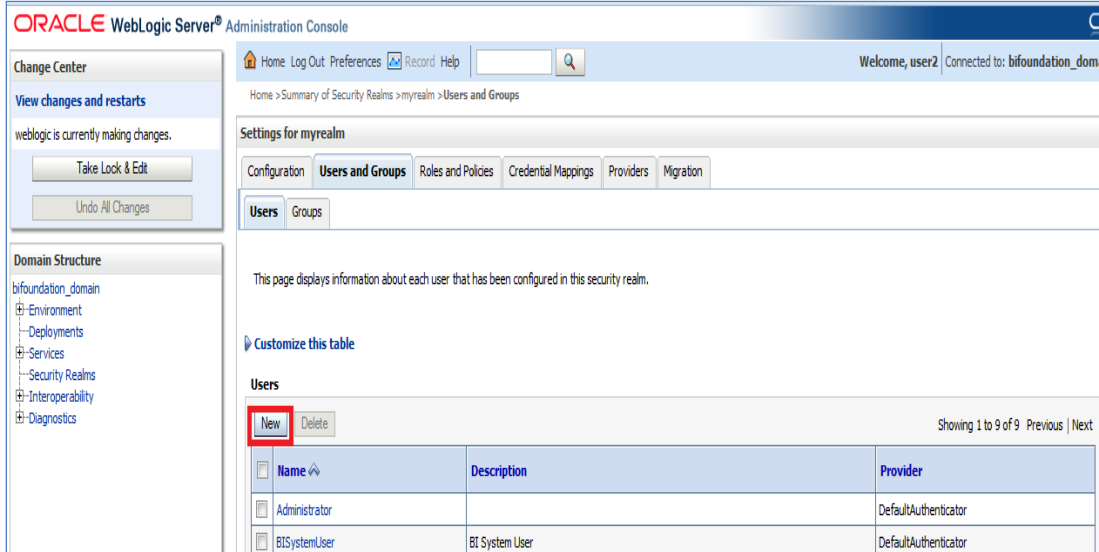 ORACLE WebLogic Server® Administration Console
Change Center
View changes and restarts
weblogic is currently making changes.
Take Lock & Edit
Undo All Changes
Domain Structure
bifoundation_domain
Environment
Deployments
Services
Security Realms
Interoperability
Diagnostics
Home Log Out Preferences Record Help
Welcome, user2 Connected to: bifoundation_doma
Home >Summary of Security Realms >myrealm >Users and Groups
Settings for myrealm
Configuration Users and Groups Roles and Policies Credential Mappings Providers Migration
Users Groups
This page displays information about each user that has been configured in this security realm.
Customize this table
Users
New Delete
Showing 1 to 9 of 9 Previous | Next
Name Description Provider
Administrator DefaultAuthenticator
BISystemUser BI System User DefaultAuthenticator